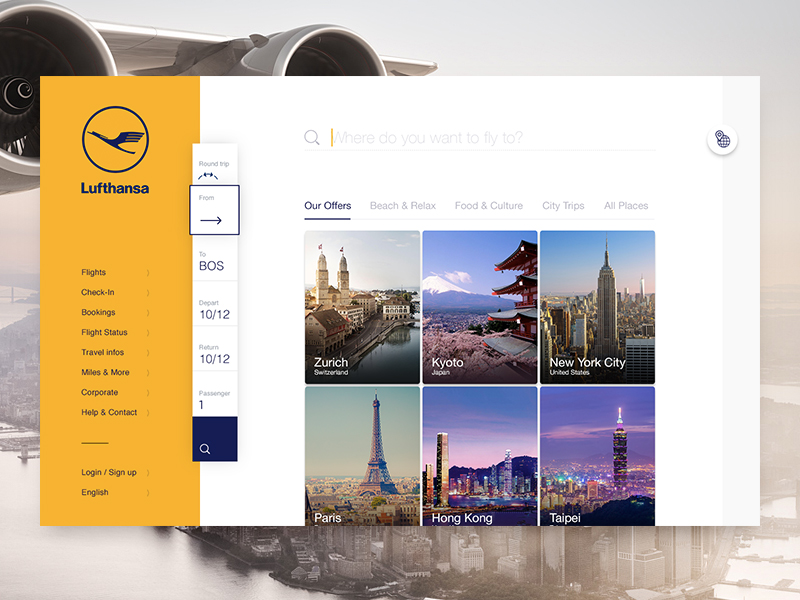 Lufthansa
Flights
Check-In
Bookings
Flight Status
Travel infos
Miles & More
Corporate
Help & Contact
Login / Sign up
English
Round trip
From
To
BOS
Depart
10/12
Return
10/12
Passenger
1
Where do you want to fly to?
Our Offers Beach & Relax Food & Culture City Trips All Places
Zurich
Switzerland
Kyoto
Japan
New York City
United States
Paris
Hong Kong
Taipei